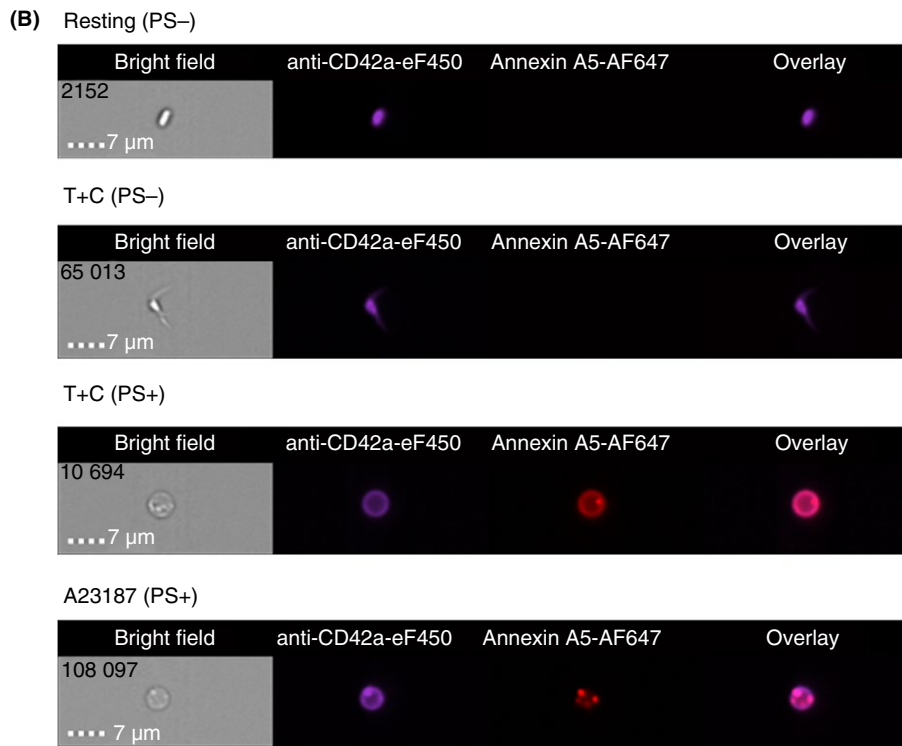 (B) Resting (PS–)
Bright field anti-CD42a-eF450 Annexin A5-AF647 Overlay
2152
7 μm
T+C (PS–)
Bright field anti-CD42a-eF450 Annexin A5-AF647 Overlay
65 013
7 μm
T+C (PS+)
Bright field anti-CD42a-eF450 Annexin A5-AF647 Overlay
10 694
7 μm
A23187 (PS+)
Bright field anti-CD42a-eF450 Annexin A5-AF647 Overlay
108 097
7 μm